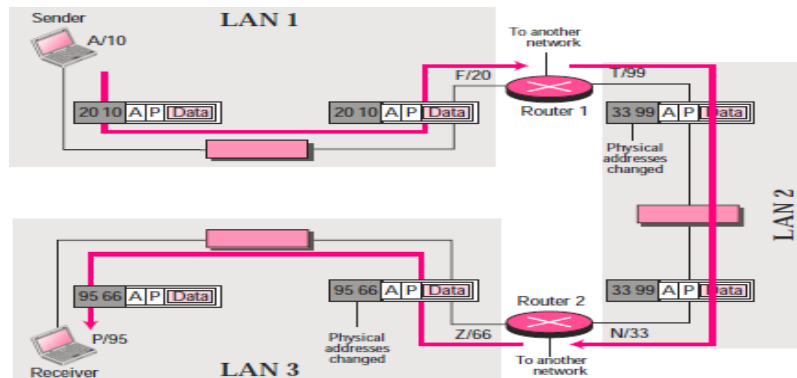 Sender
LAN 1
To another
network
A/10
F/20
T/99
20 10 A P Data
20 10 A P Data
Router 1
33 99 A P Data
Physical
addresses
changed
LAN 2
95 66 A P Data
95 66 A P Data
33 99 A P Data
Router 2
P/95
Physical
addresses
changed
Z/66
N/33
To another
network
Receiver
LAN 3